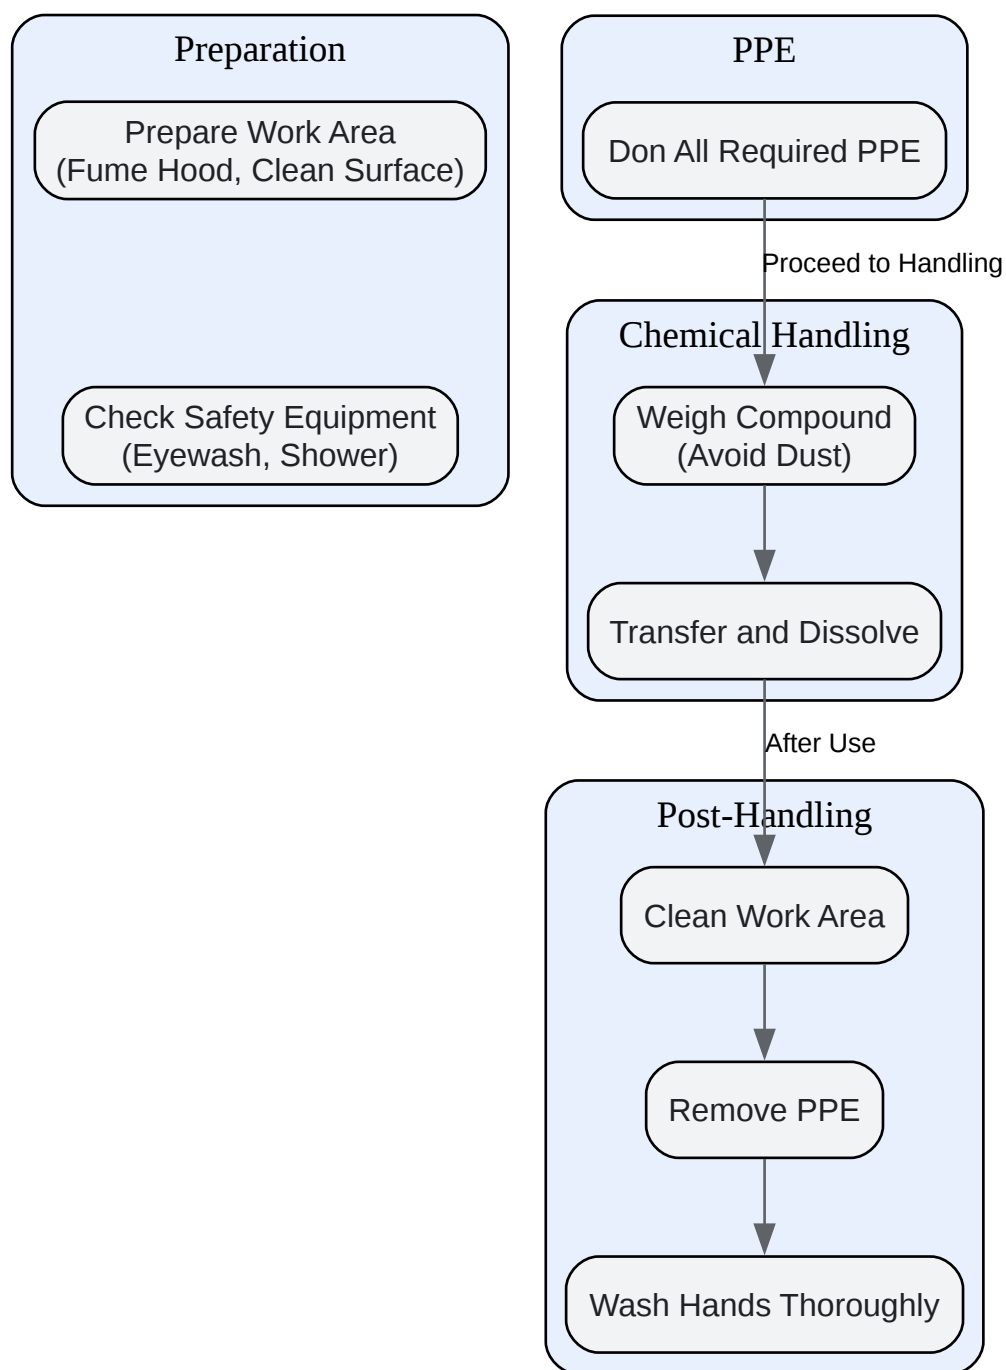 Preparation
Prepare Work Area
(Fume Hood, Clean Surface)
Check Safety Equipment
(Eyewash, Shower)
PPE
Don All Required PPE
Proceed to Handling
Chemical Handling
Weigh Compound
(Avoid Dust)
Transfer and Dissolve
After Use
Post-Handling
Clean Work Area
Remove PPE
Wash Hands Thoroughly